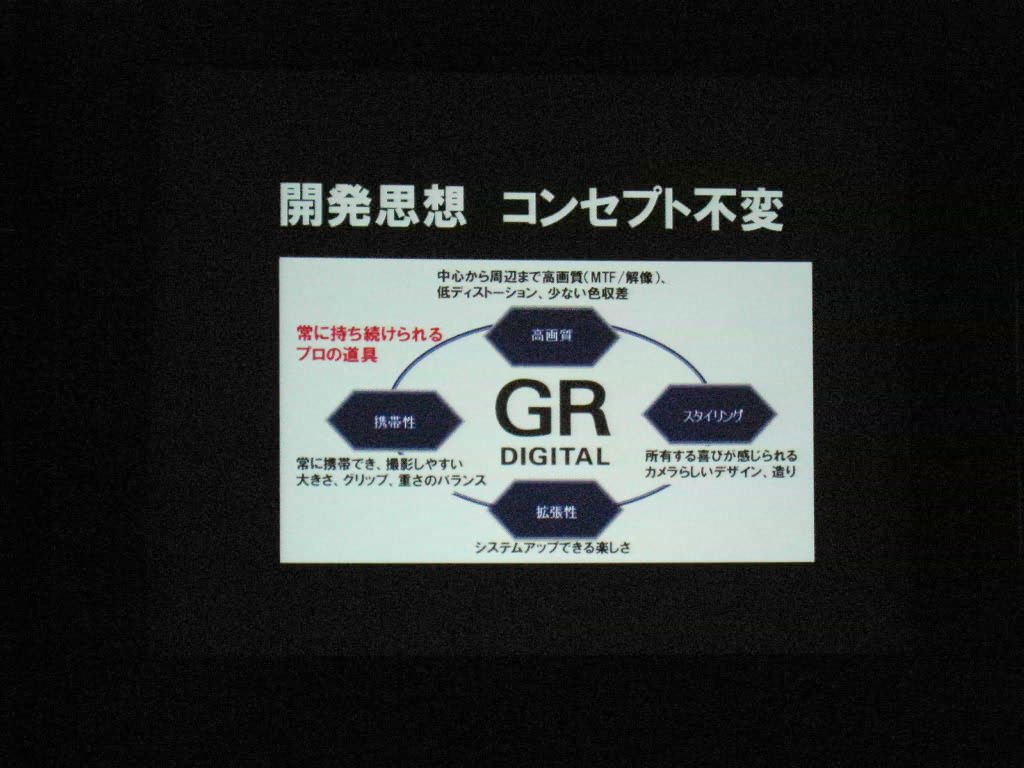 開発思想 コンセプト不変
中心から周辺まで高画質(MTF/解像)、
低ディストーション、少ない色収差
高画質
常に持ち続けられる
プロの道具
携帯性
GR
DIGITAL
スタイリング
常に携帯でき、撮影しやすい
大きさ、グリップ、重さのバランス
所有する喜びが感じられる
カメラらしいデザイン、造り
拡張性
システムアップできる楽しさ